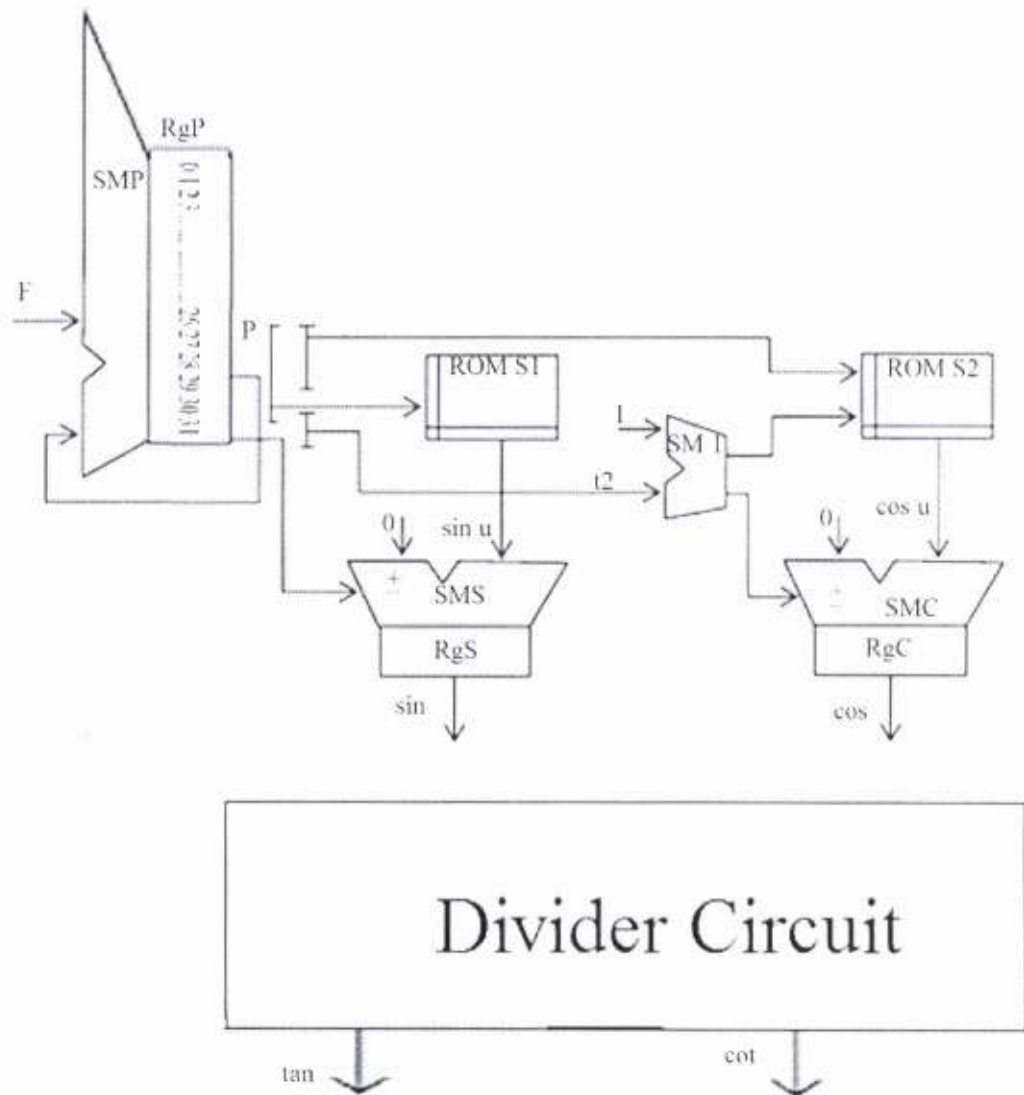 RgP
SMP
F
P
ROM S1
ROM S2
1
SM 1
t2
0
sin u
0
cos u
±
SMS
±
SMC
RgS
RgC
sin
cos
Divider Circuit
tan
cot